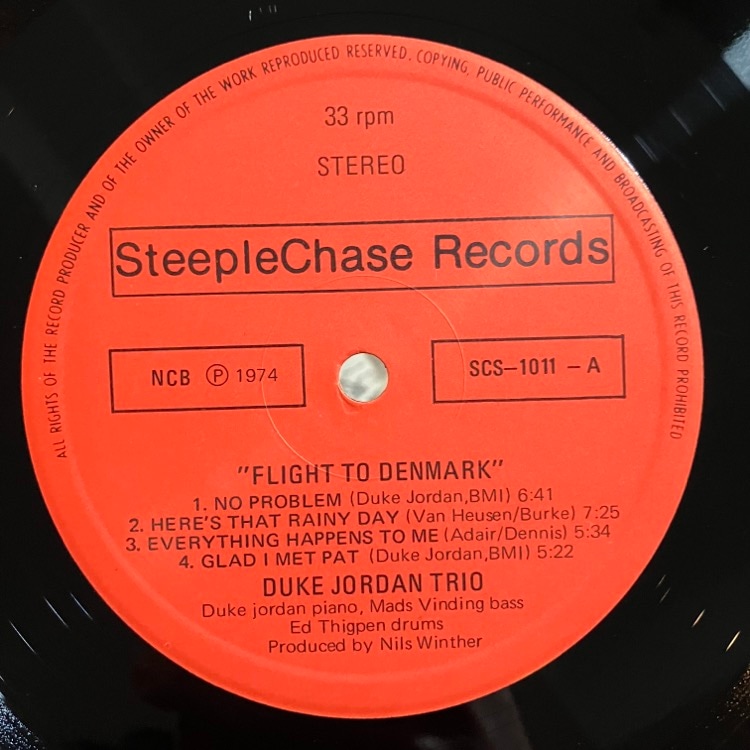 ALL RIGHTS OF THE RECORD PRODUCER AND OF THE OWNER OF THE WORK REPRODUCED RESERVED. COPYING, PUBLIC PERFORMANCE AND BROADCASTING OF THIS RECORD PROHIBITED
33 rpm
STEREO
SteepleChase Records
NCB Ⓟ 1974
SCS–1011 – A
"FLIGHT TO DENMARK"
1. NO PROBLEM (Duke Jordan,BMI) 6:41
2. HERE'S THAT RAINY DAY (Van Heusen/Burke) 7:25
3. EVERYTHING HAPPENS TO ME (Adair/Dennis) 5:34
4. GLAD I MET PAT (Duke Jordan,BMI) 5:22
DUKE JORDAN TRIO
Duke jordan piano, Mads Vinding bass
Ed Thigpen drums
Produced by Nils Winther